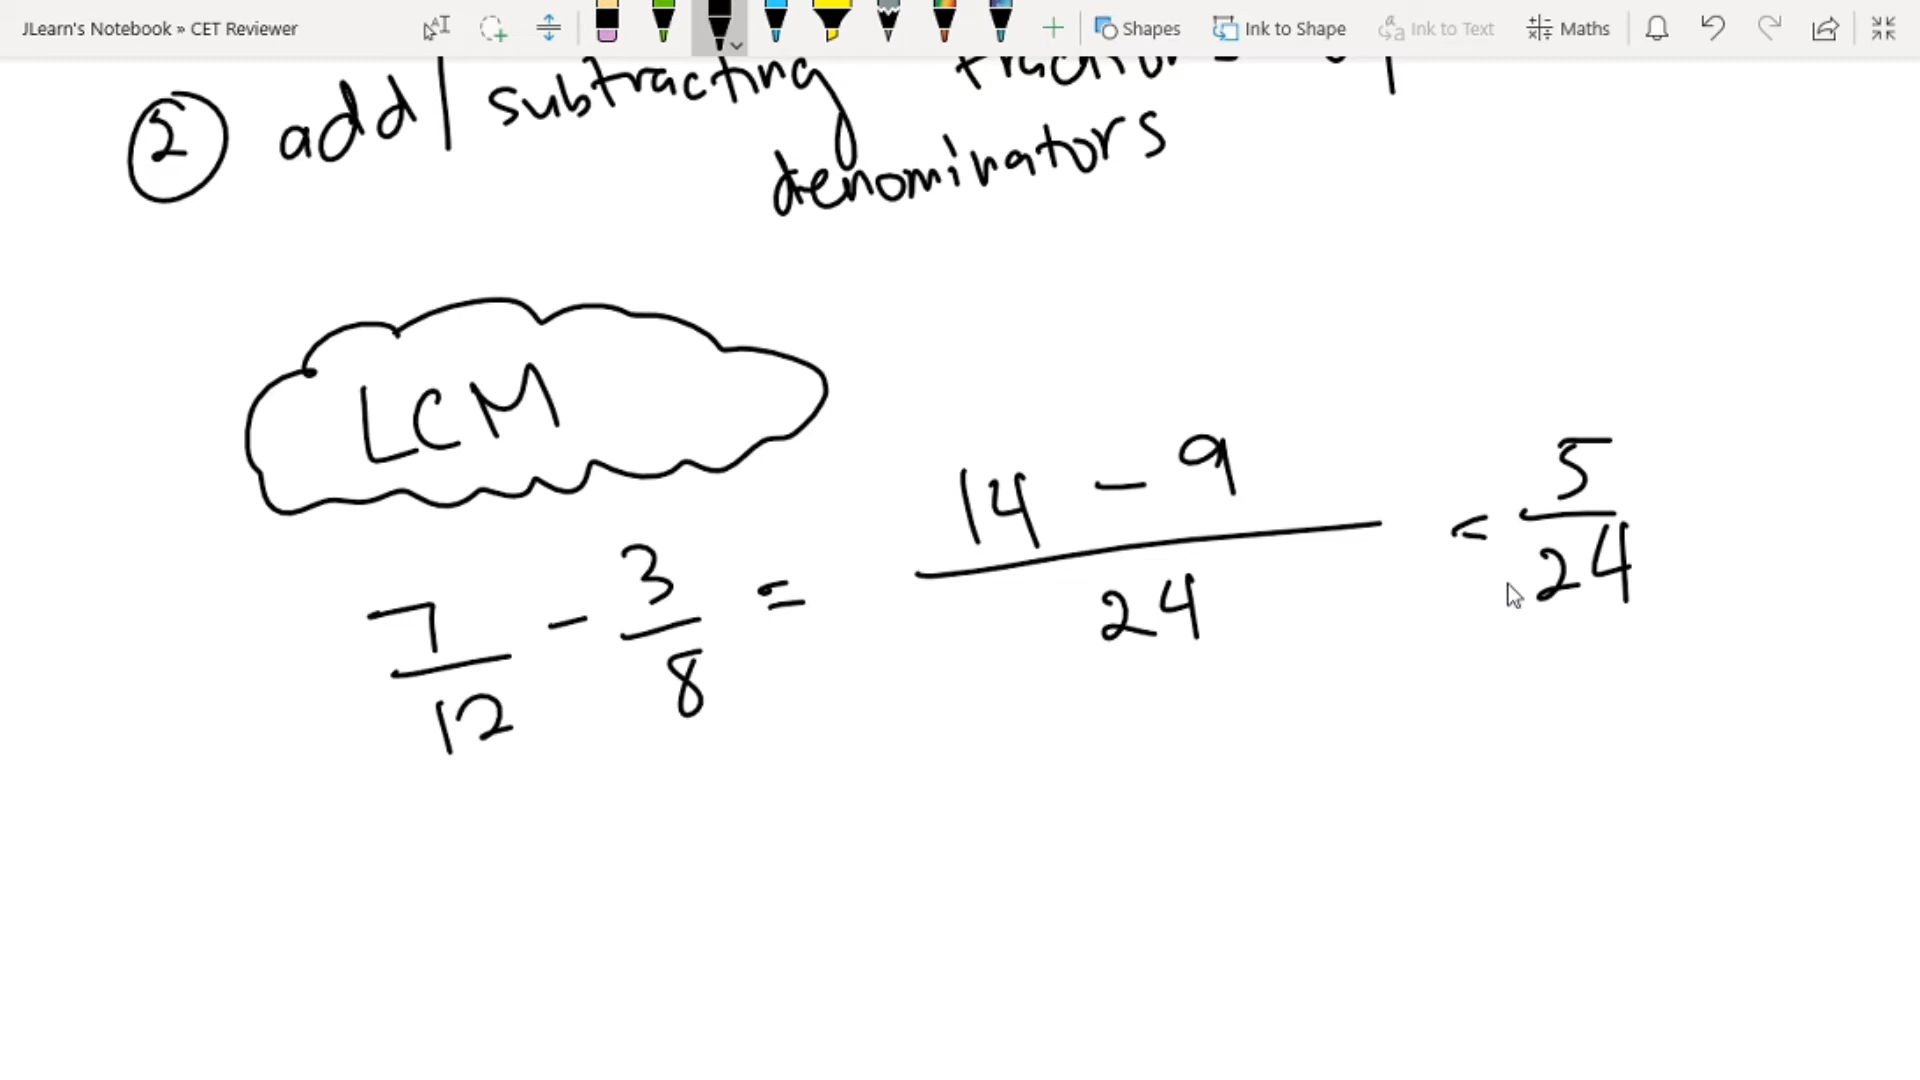 JLearn's Notebook » CET Reviewer
Shapes Ink to Shape Ink to Text Maths
② add/subtracting
denominators
LCM
7/12 - 3/8 = 14 - 9/24 = 5/24